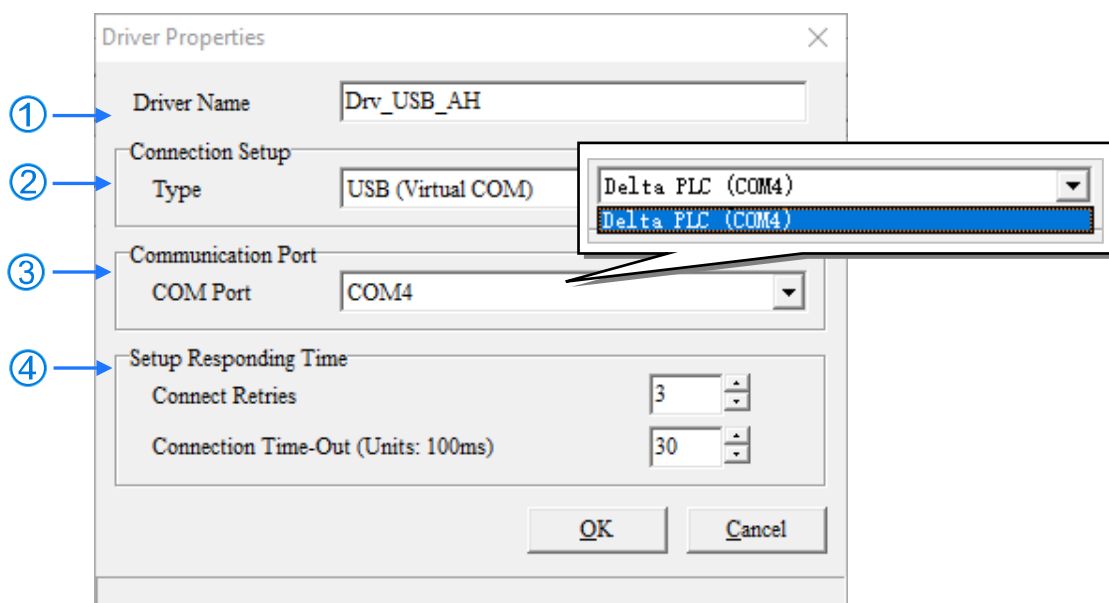 Driver Properties
① Driver Name Drv_USB_AH
② Connection Setup
Type USB (Virtual COM)
Delta PLC (COM4)
Delta PLC (COM4)
③ Communication Port
COM Port COM4
④ Setup Responding Time
Connect Retries 3
Connection Time-Out (Units: 100ms) 30
OK Cancel